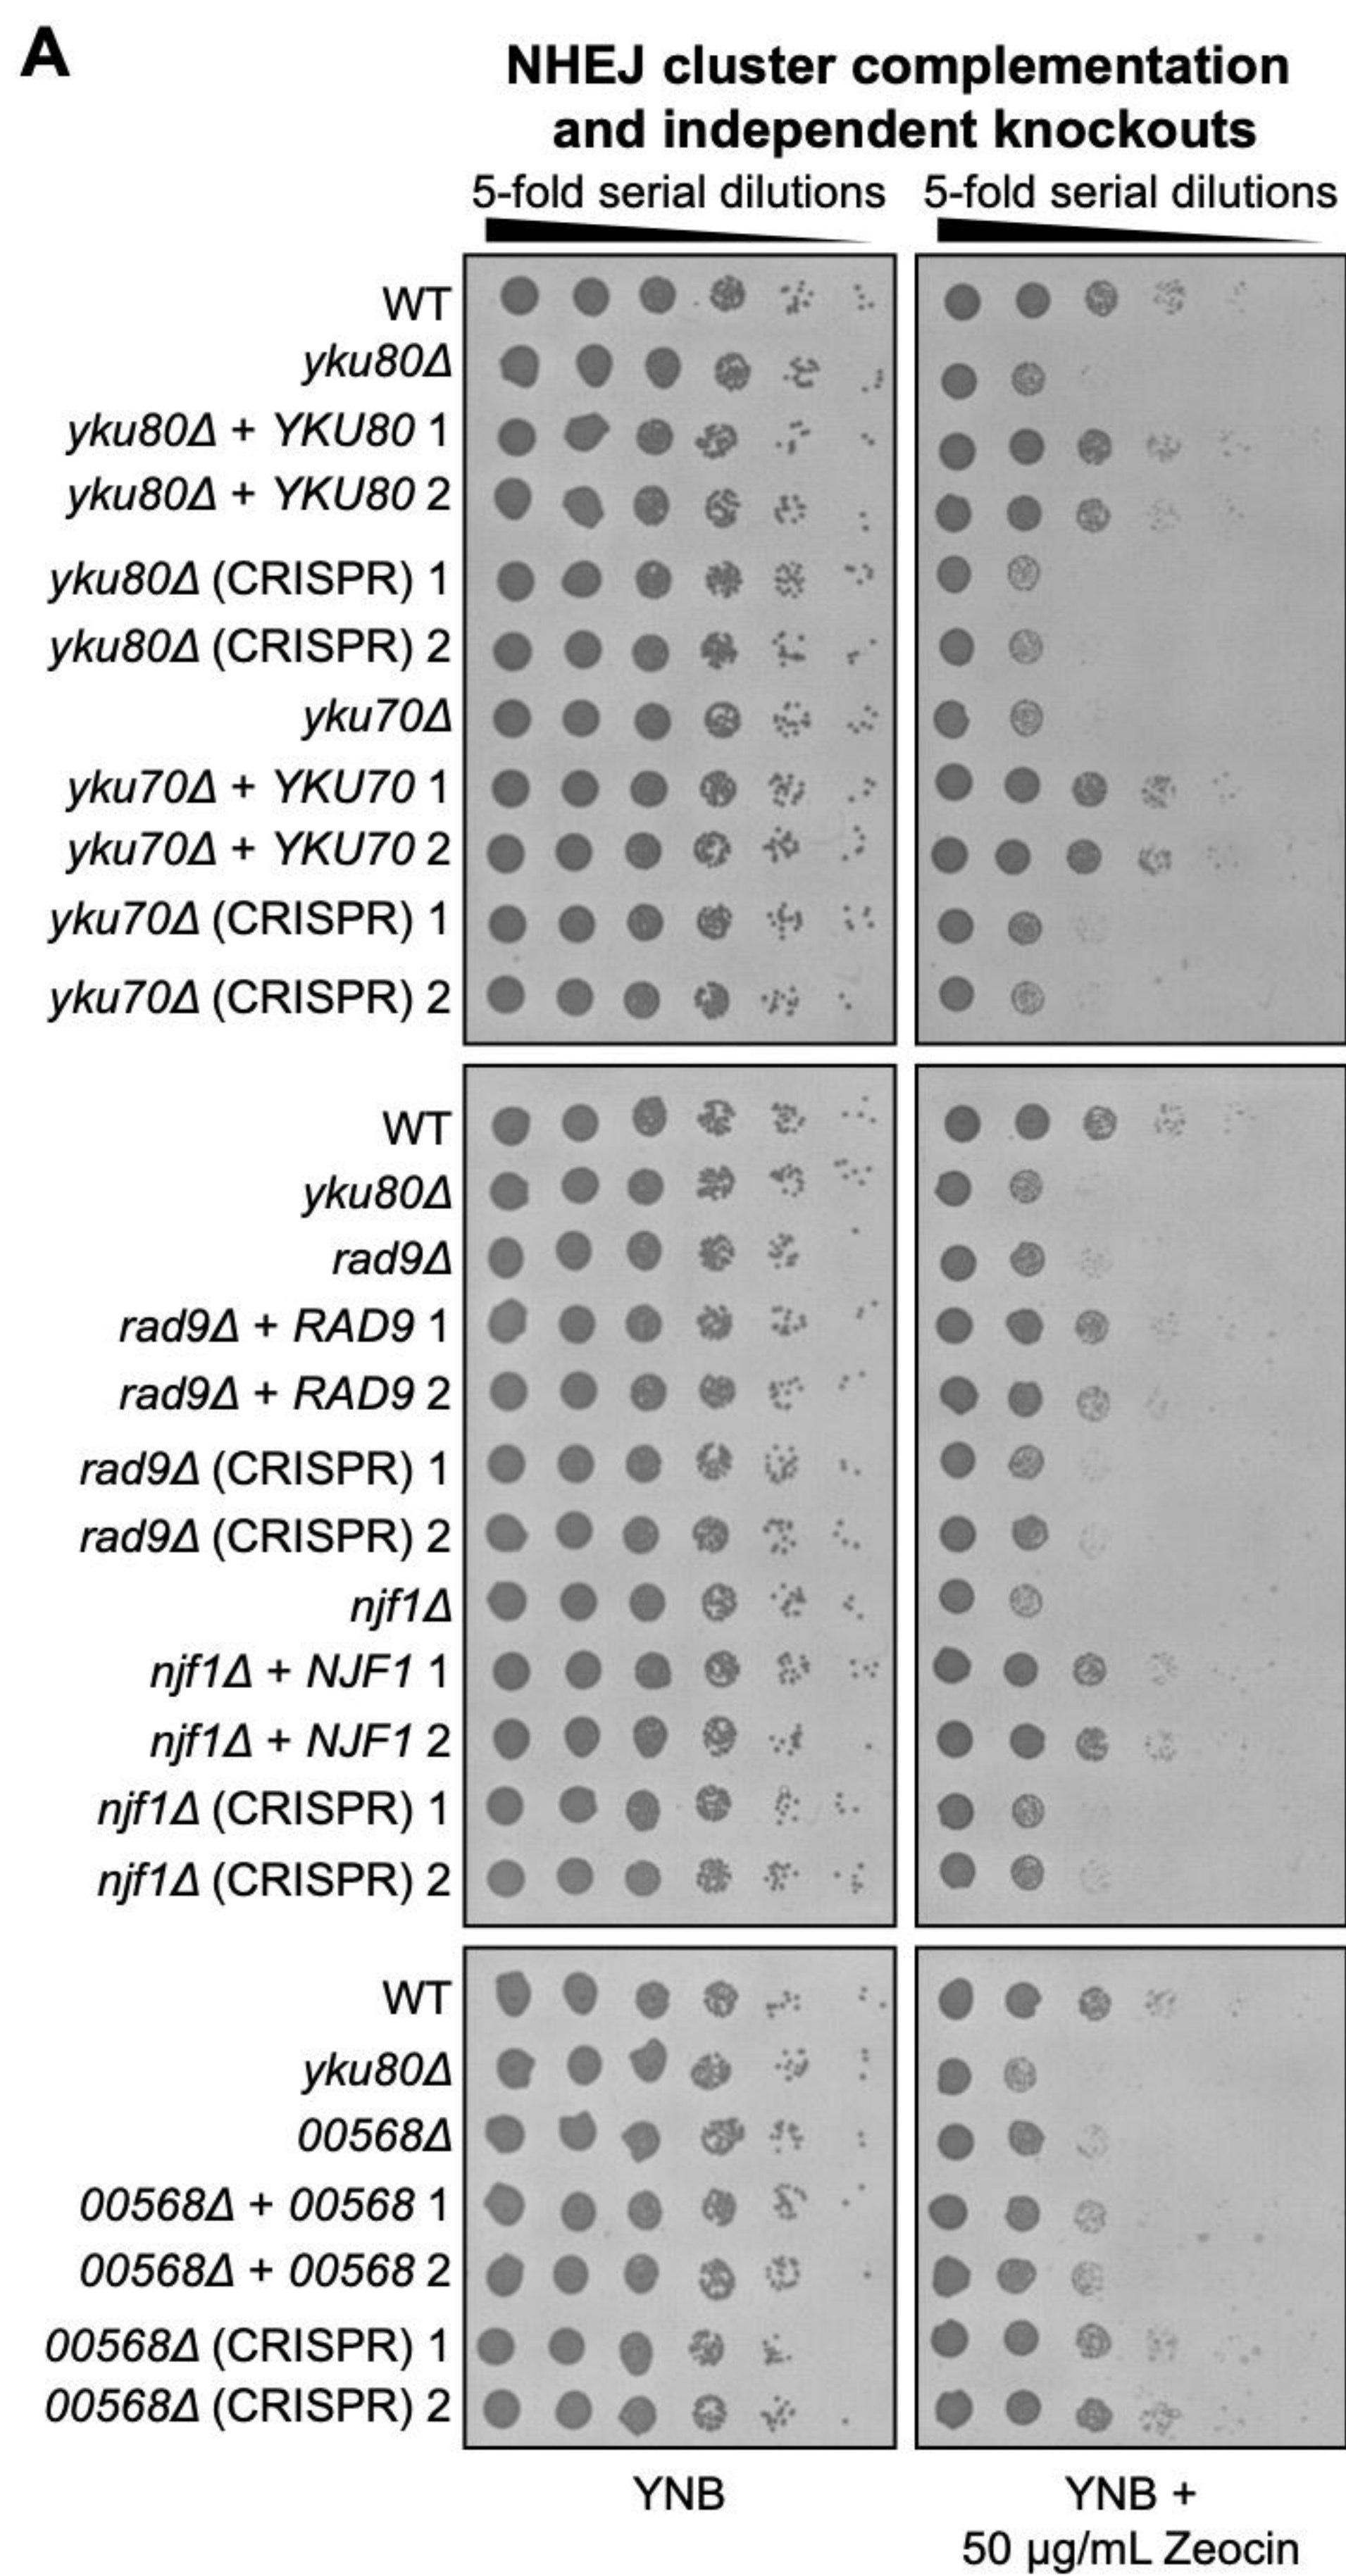 A
NHEJ cluster complementation
and independent knockouts
5-fold serial dilutions 5-fold serial dilutions
WT
yku80Δ
yku80Δ + YKU80 1
yku80Δ + YKU80 2
yku80Δ (CRISPR) 1
yku80Δ (CRISPR) 2
yku70Δ
yku70Δ + YKU70 1
yku70Δ + YKU70 2
yku70Δ (CRISPR) 1
yku70Δ (CRISPR) 2
WT
yku80Δ
rad9Δ
rad9Δ + RAD9 1
rad9Δ + RAD9 2
rad9Δ (CRISPR) 1
rad9Δ (CRISPR) 2
njf1Δ
njf1Δ + NJF1 1
njf1Δ + NJF1 2
njf1Δ (CRISPR) 1
njf1Δ (CRISPR) 2
WT
yku80Δ
00568Δ
00568Δ + 00568 1
00568Δ + 00568 2
00568Δ (CRISPR) 1
00568Δ (CRISPR) 2
YNB YNB +
50 μg/mL Zeocin